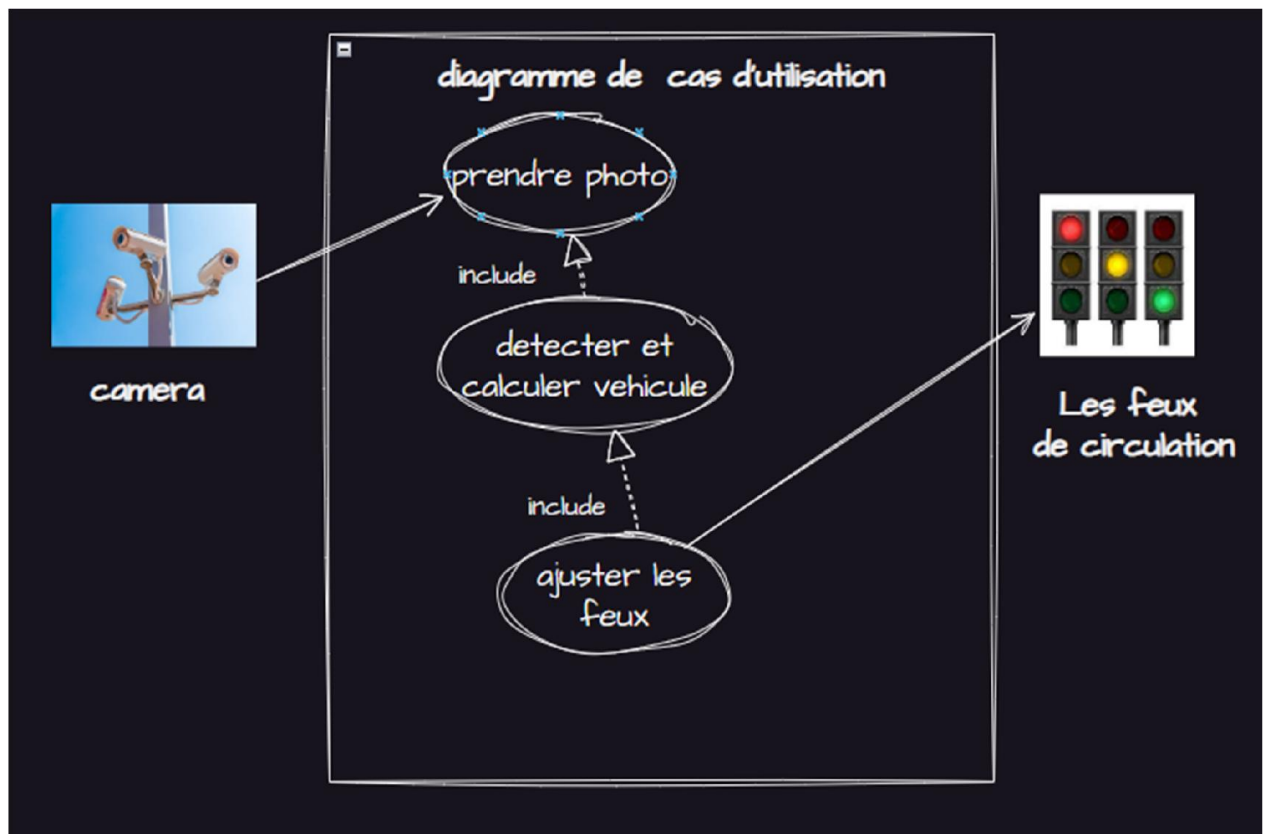 diagramme de cas d'utilisation
prendre photo
include
detecter et
calculer vehicule
camera
Les feux
de circulation
include
ajuster les
feux